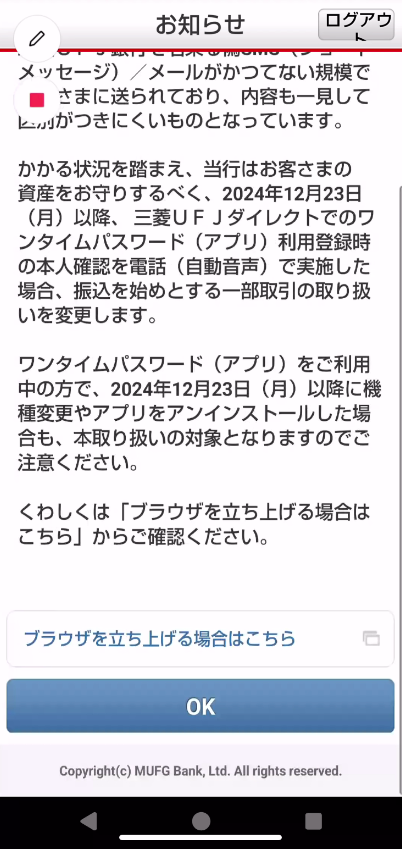 お知らせ
ログアウト
メッセージ）／メールがかつてない規模で
さまに送られており、内容も一見して
区別がつきにくいものとなっています。
かかる状況を踏まえ、当行はお客さまの
資産をお守りするべく、2024年12月23日
（月）以降、三菱ＵＦＪダイレクトでのワ
ンタイムパスワード（アプリ）利用登録時
の本人確認を電話（自動音声）で実施した
場合、振込を始めとする一部取引の取り扱
いを変更します。
ワンタイムパスワード（アプリ）をご利用
中の方で、2024年12月23日（月）以降に機
種変更やアプリをアンインストールした場
合も、本取り扱いの対象となりますのでご
注意ください。
くわしくは「ブラウザを立ち上げる場合は
こちら」からご確認ください。
ブラウザを立ち上げる場合はこちら
OK
Copyright(c) MUFG Bank, Ltd. All rights reserved.